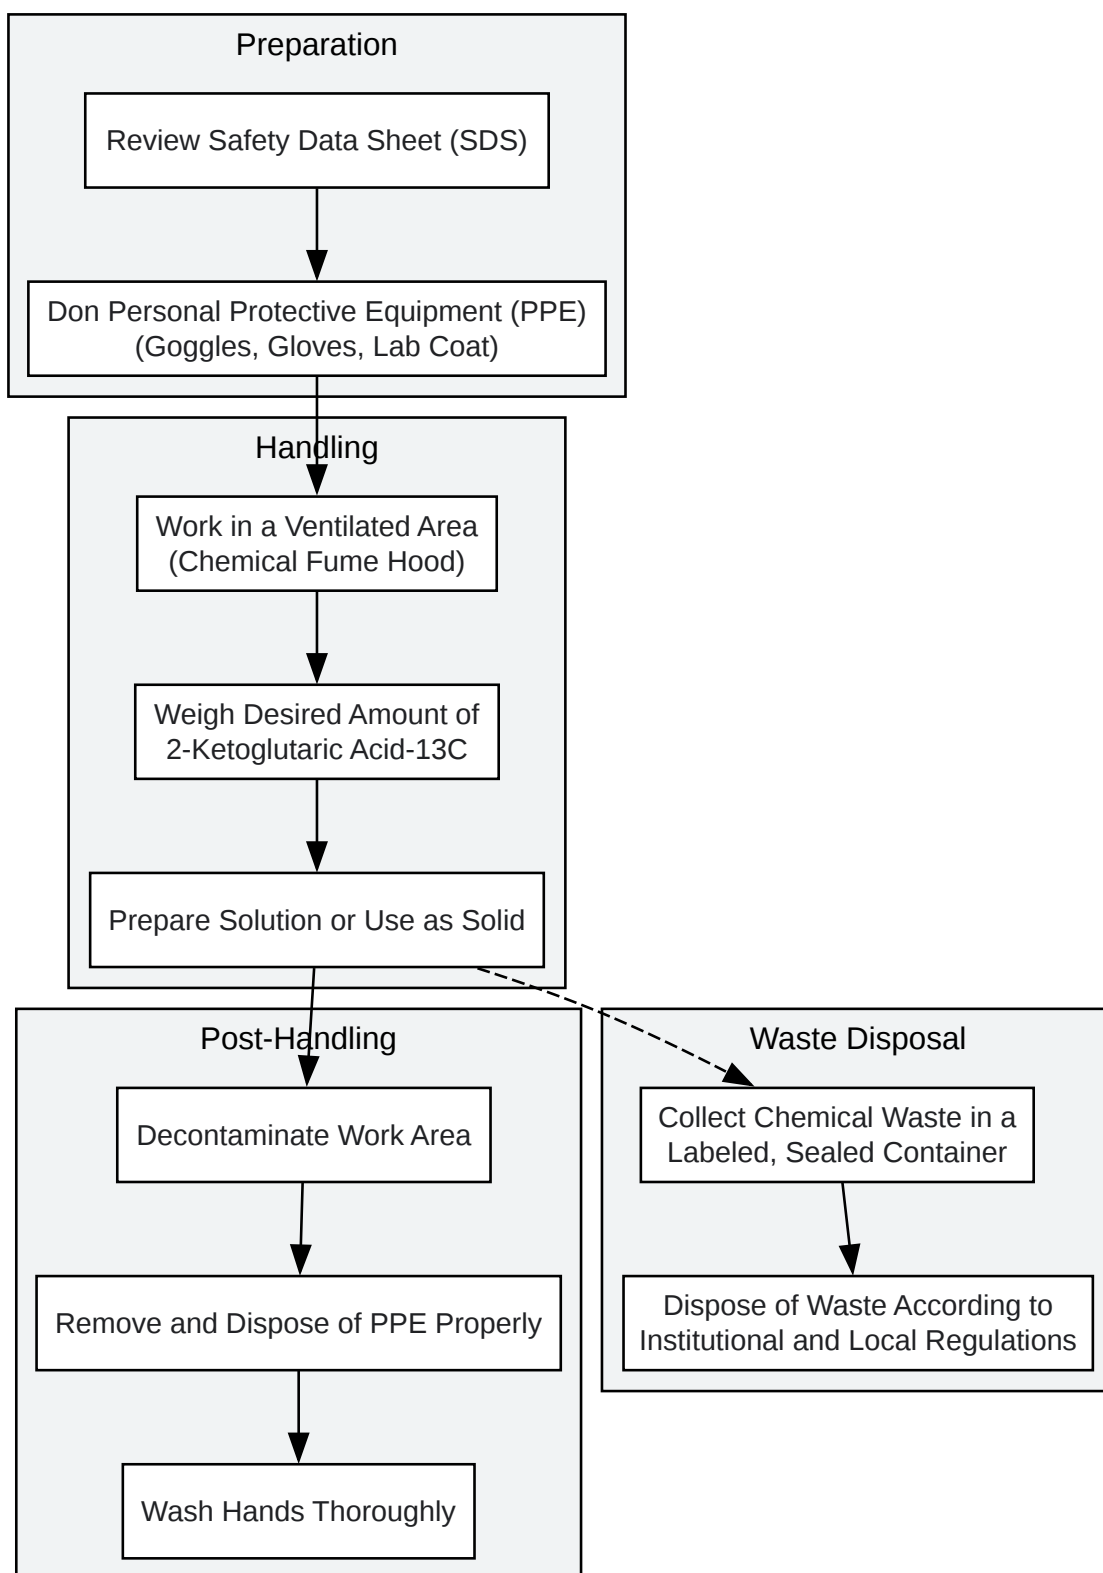 Preparation
Review Safety Data Sheet (SDS)
Don Personal Protective Equipment (PPE)
(Goggles, Gloves, Lab Coat)
Handling
Work in a Ventilated Area
(Chemical Fume Hood)
Weigh Desired Amount of
2-Ketoglutaric Acid-13C
Prepare Solution or Use as Solid
Post-Handling
Decontaminate Work Area
Remove and Dispose of PPE Properly
Wash Hands Thoroughly
Waste Disposal
Collect Chemical Waste in a
Labeled, Sealed Container
Dispose of Waste According to
Institutional and Local Regulations